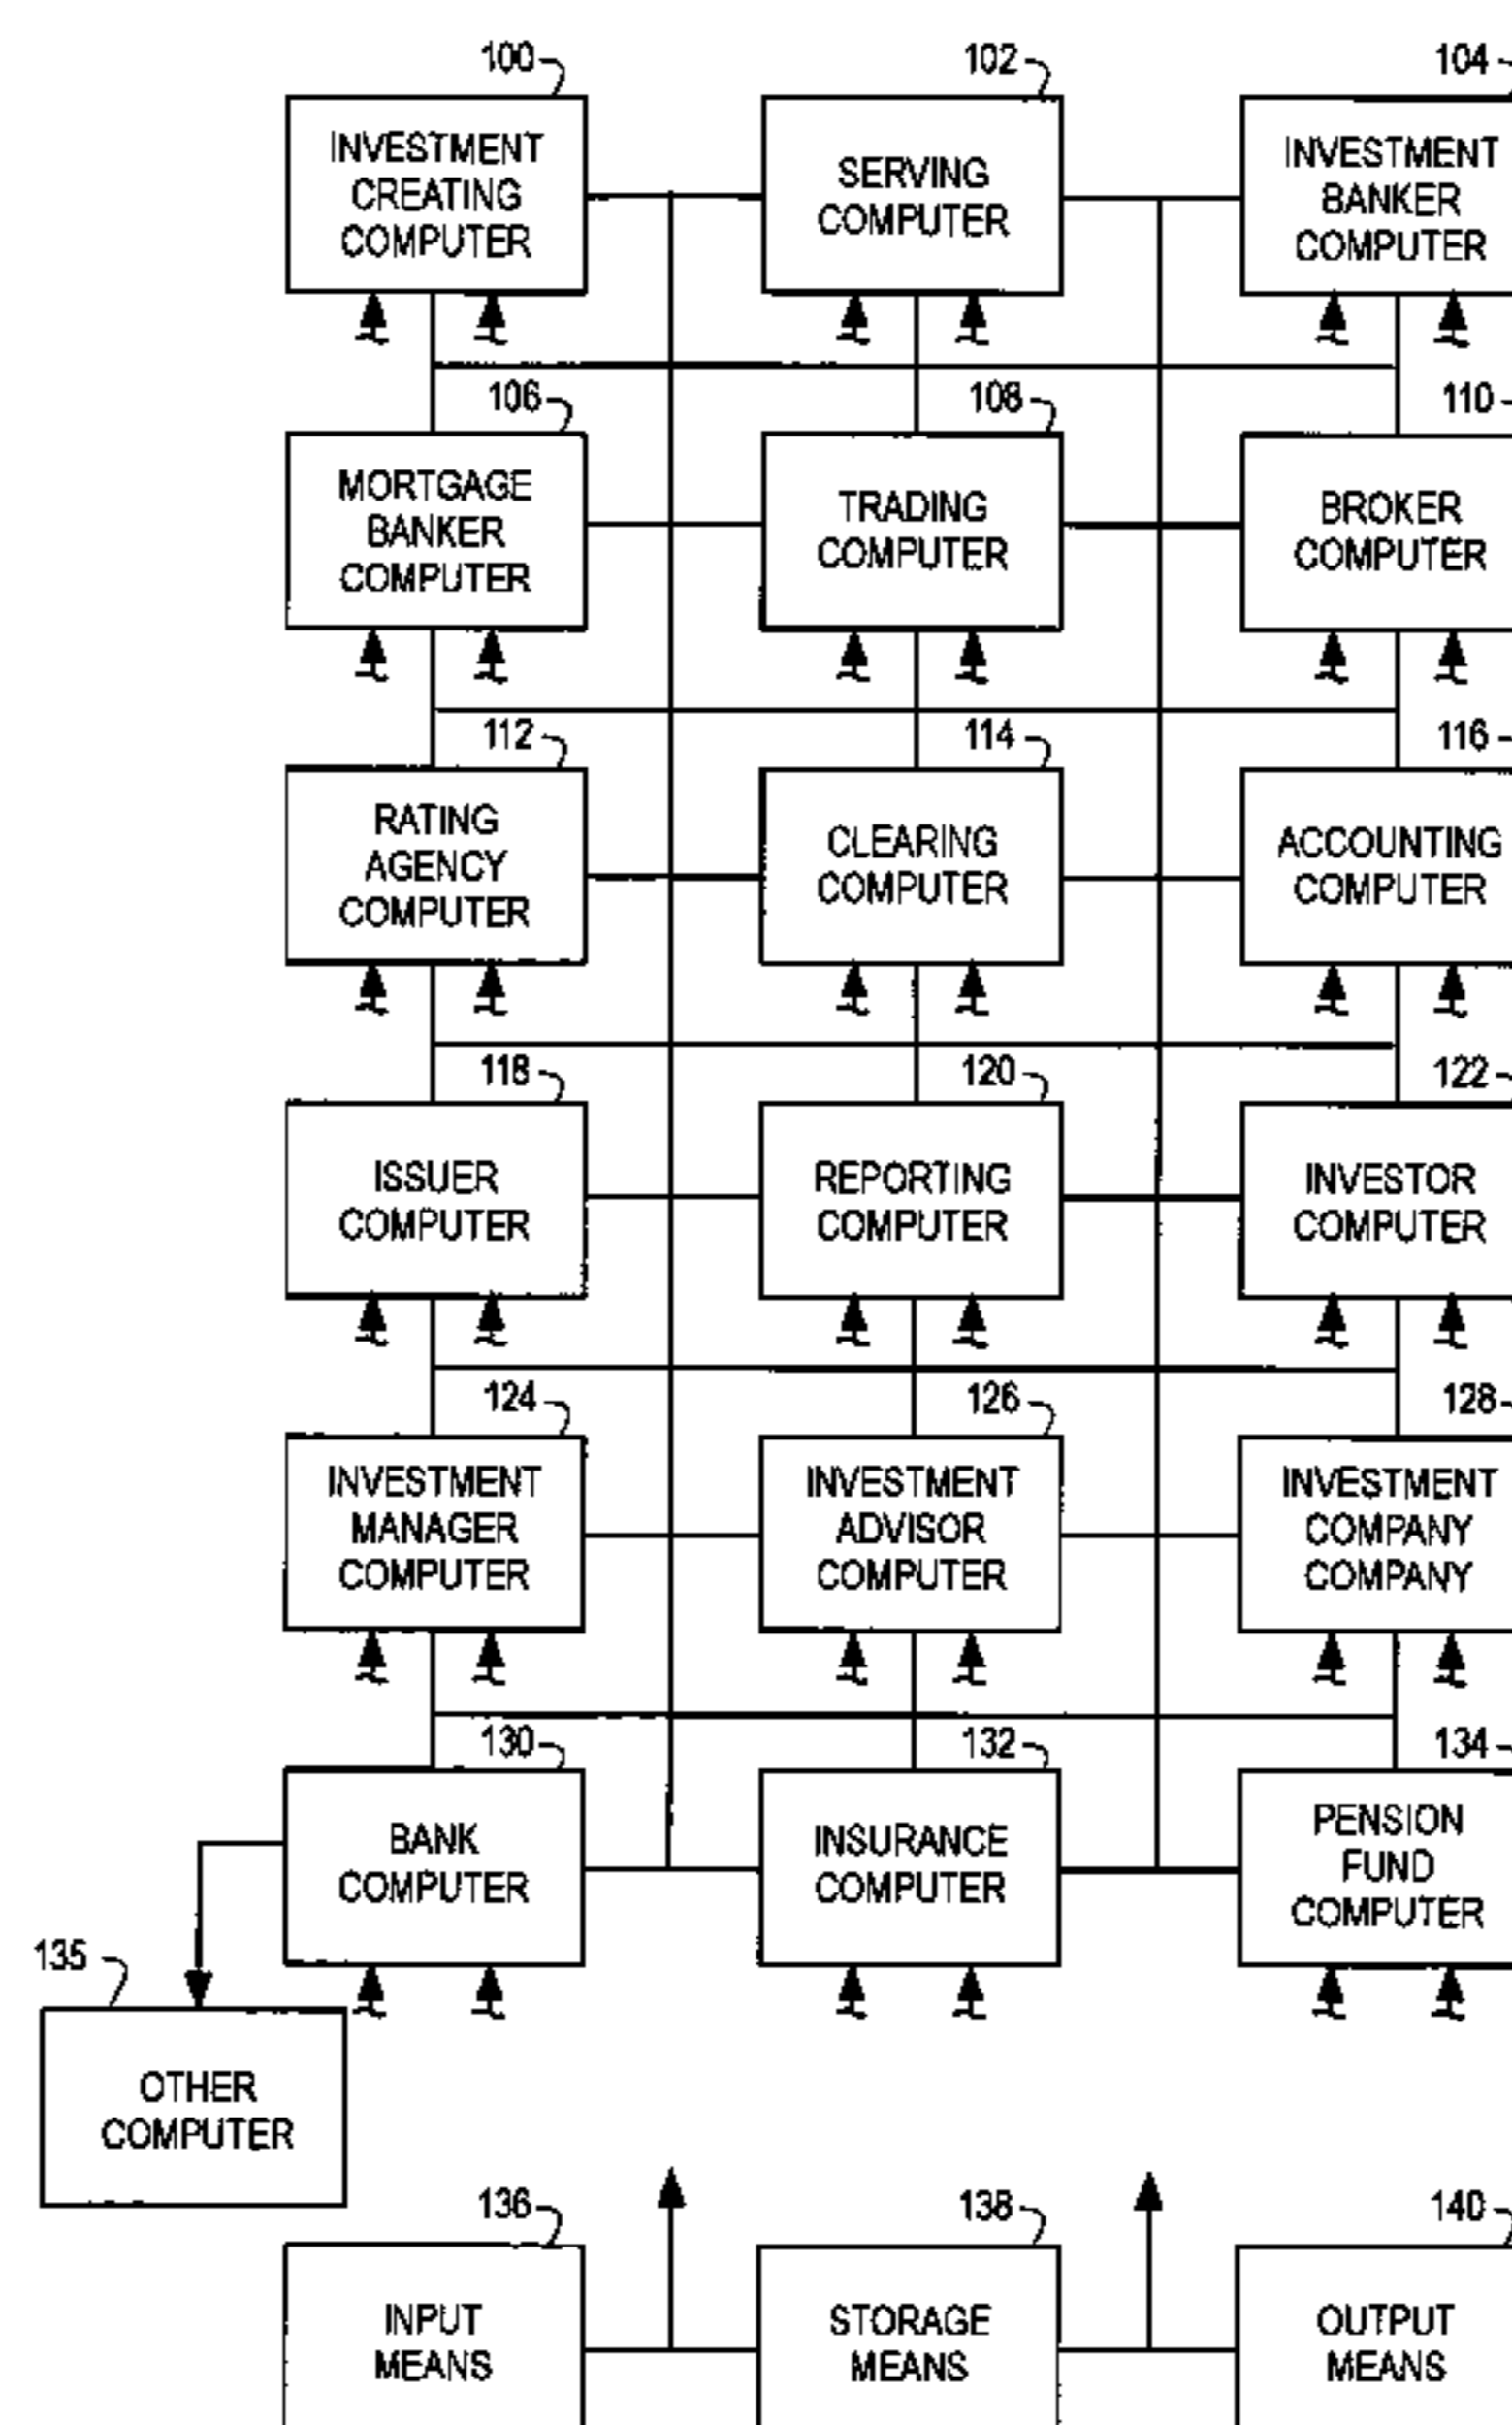 100
102
104
INVESTMENT
CREATING
COMPUTER
SERVING
COMPUTER
INVESTMENT
BANKER
COMPUTER
106
108
110
MORTGAGE
BANKER
COMPUTER
TRADING
COMPUTER
BROKER
COMPUTER
112
114
116
RATING
AGENCY
COMPUTER
CLEARING
COMPUTER
ACCOUNTING
COMPUTER
118
120
122
ISSUER
COMPUTER
REPORTING
COMPUTER
INVESTOR
COMPUTER
124
126
128
INVESTMENT
MANAGER
COMPUTER
INVESTMENT
ADVISOR
COMPUTER
INVESTMENT
COMPANY
COMPANY
130
132
134
BANK
COMPUTER
INSURANCE
COMPUTER
PENSION
FUND
COMPUTER
135
OTHER
COMPUTER
136
138
140
INPUT
MEANS
STORAGE
MEANS
OUTPUT
MEANS